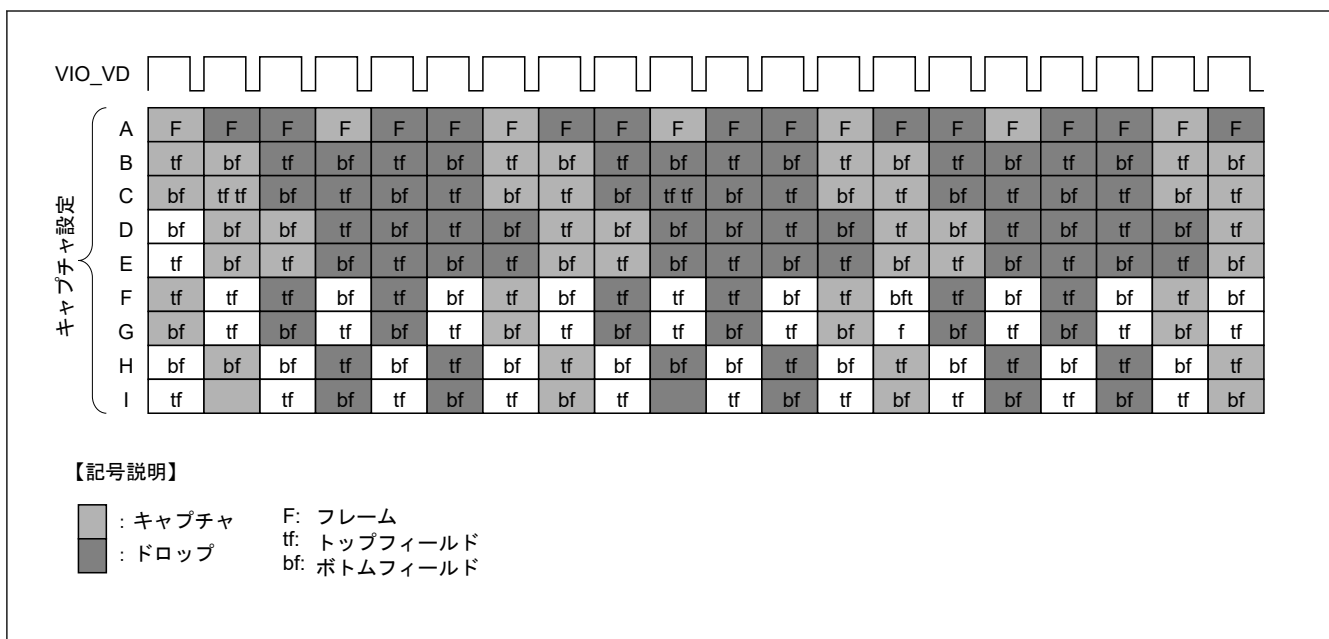 VIO_VD
キャプチャ設定
A F F F F F F F F F F F F F F F F F F F F
B tf bf tf bf tf bf tf bf tf bf tf bf tf bf tf bf tf bf tf bf
C bf tf tf bf tf bf tf bf tf bf tf tf bf tf bf tf bf tf bf tf bf tf
D bf bf bf tf bf tf bf tf bf bf bf tf bf tf bf tf bf tf bf tf
E tf bf tf bf tf bf tf bf tf bf tf bf tf bf tf bf tf bf tf bf
F tf tf tf bf tf bf tf bf tf tf tf bf tf bft tf bf tf bf tf bf
G bf tf bf tf bf tf bf tf bf tf bf tf bf f bf tf bf tf bf tf
H bf bf bf tf bf tf bf tf bf bf bf tf bf tf bf tf bf tf bf tf
I tf tf bf tf bf tf bf tf tf bf tf bf tf bf tf bf tf bf
【記号説明】
: キャプチャ
: ドロップ
F: フレーム
tf: トップフィールド
bf: ボトムフィールド